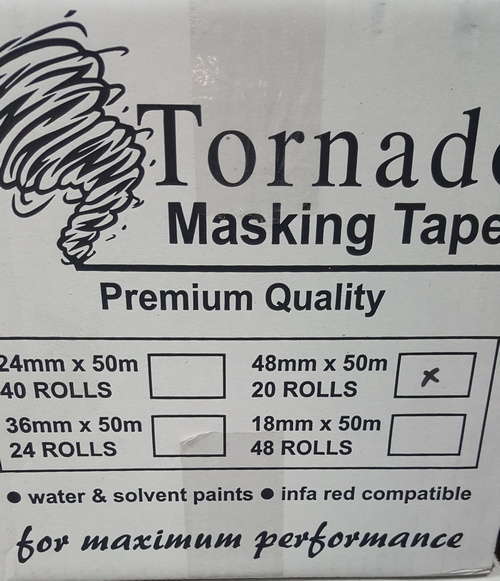 Tornado
Masking Tape
Premium Quality
24mm x 50m
40 ROLLS
48mm x 50m
20 ROLLS
x
36mm x 50m
24 ROLLS
18mm x 50m
48 ROLLS
● water & solvent paints ● infa red compatible
for maximum performance